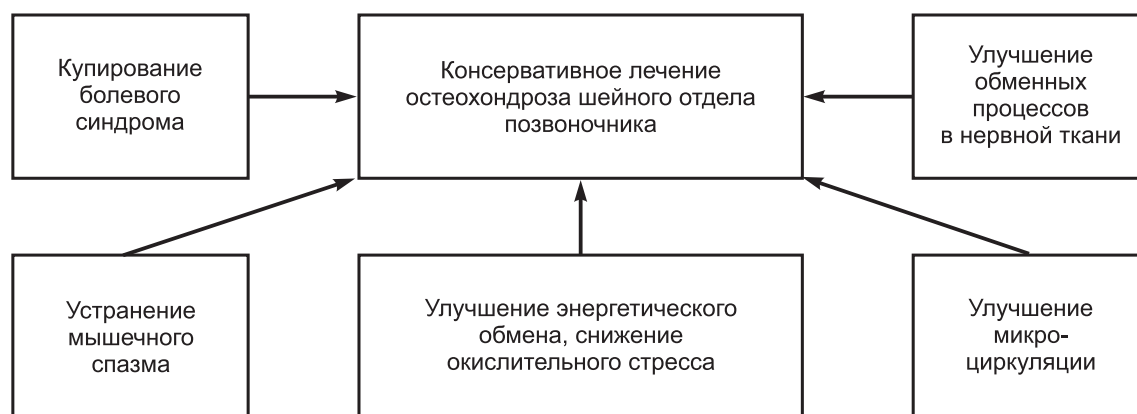 Купирование
болевого
синдрома
Консервативное лечение
остеохондроза шейного отдела
позвоночника
Улучшение
обменных
процессов
в нервной ткани
Устранение
мышечного
спазма
Улучшение энергетического
обмена, снижение
окислительного стресса
Улучшение
микро-
циркуляции